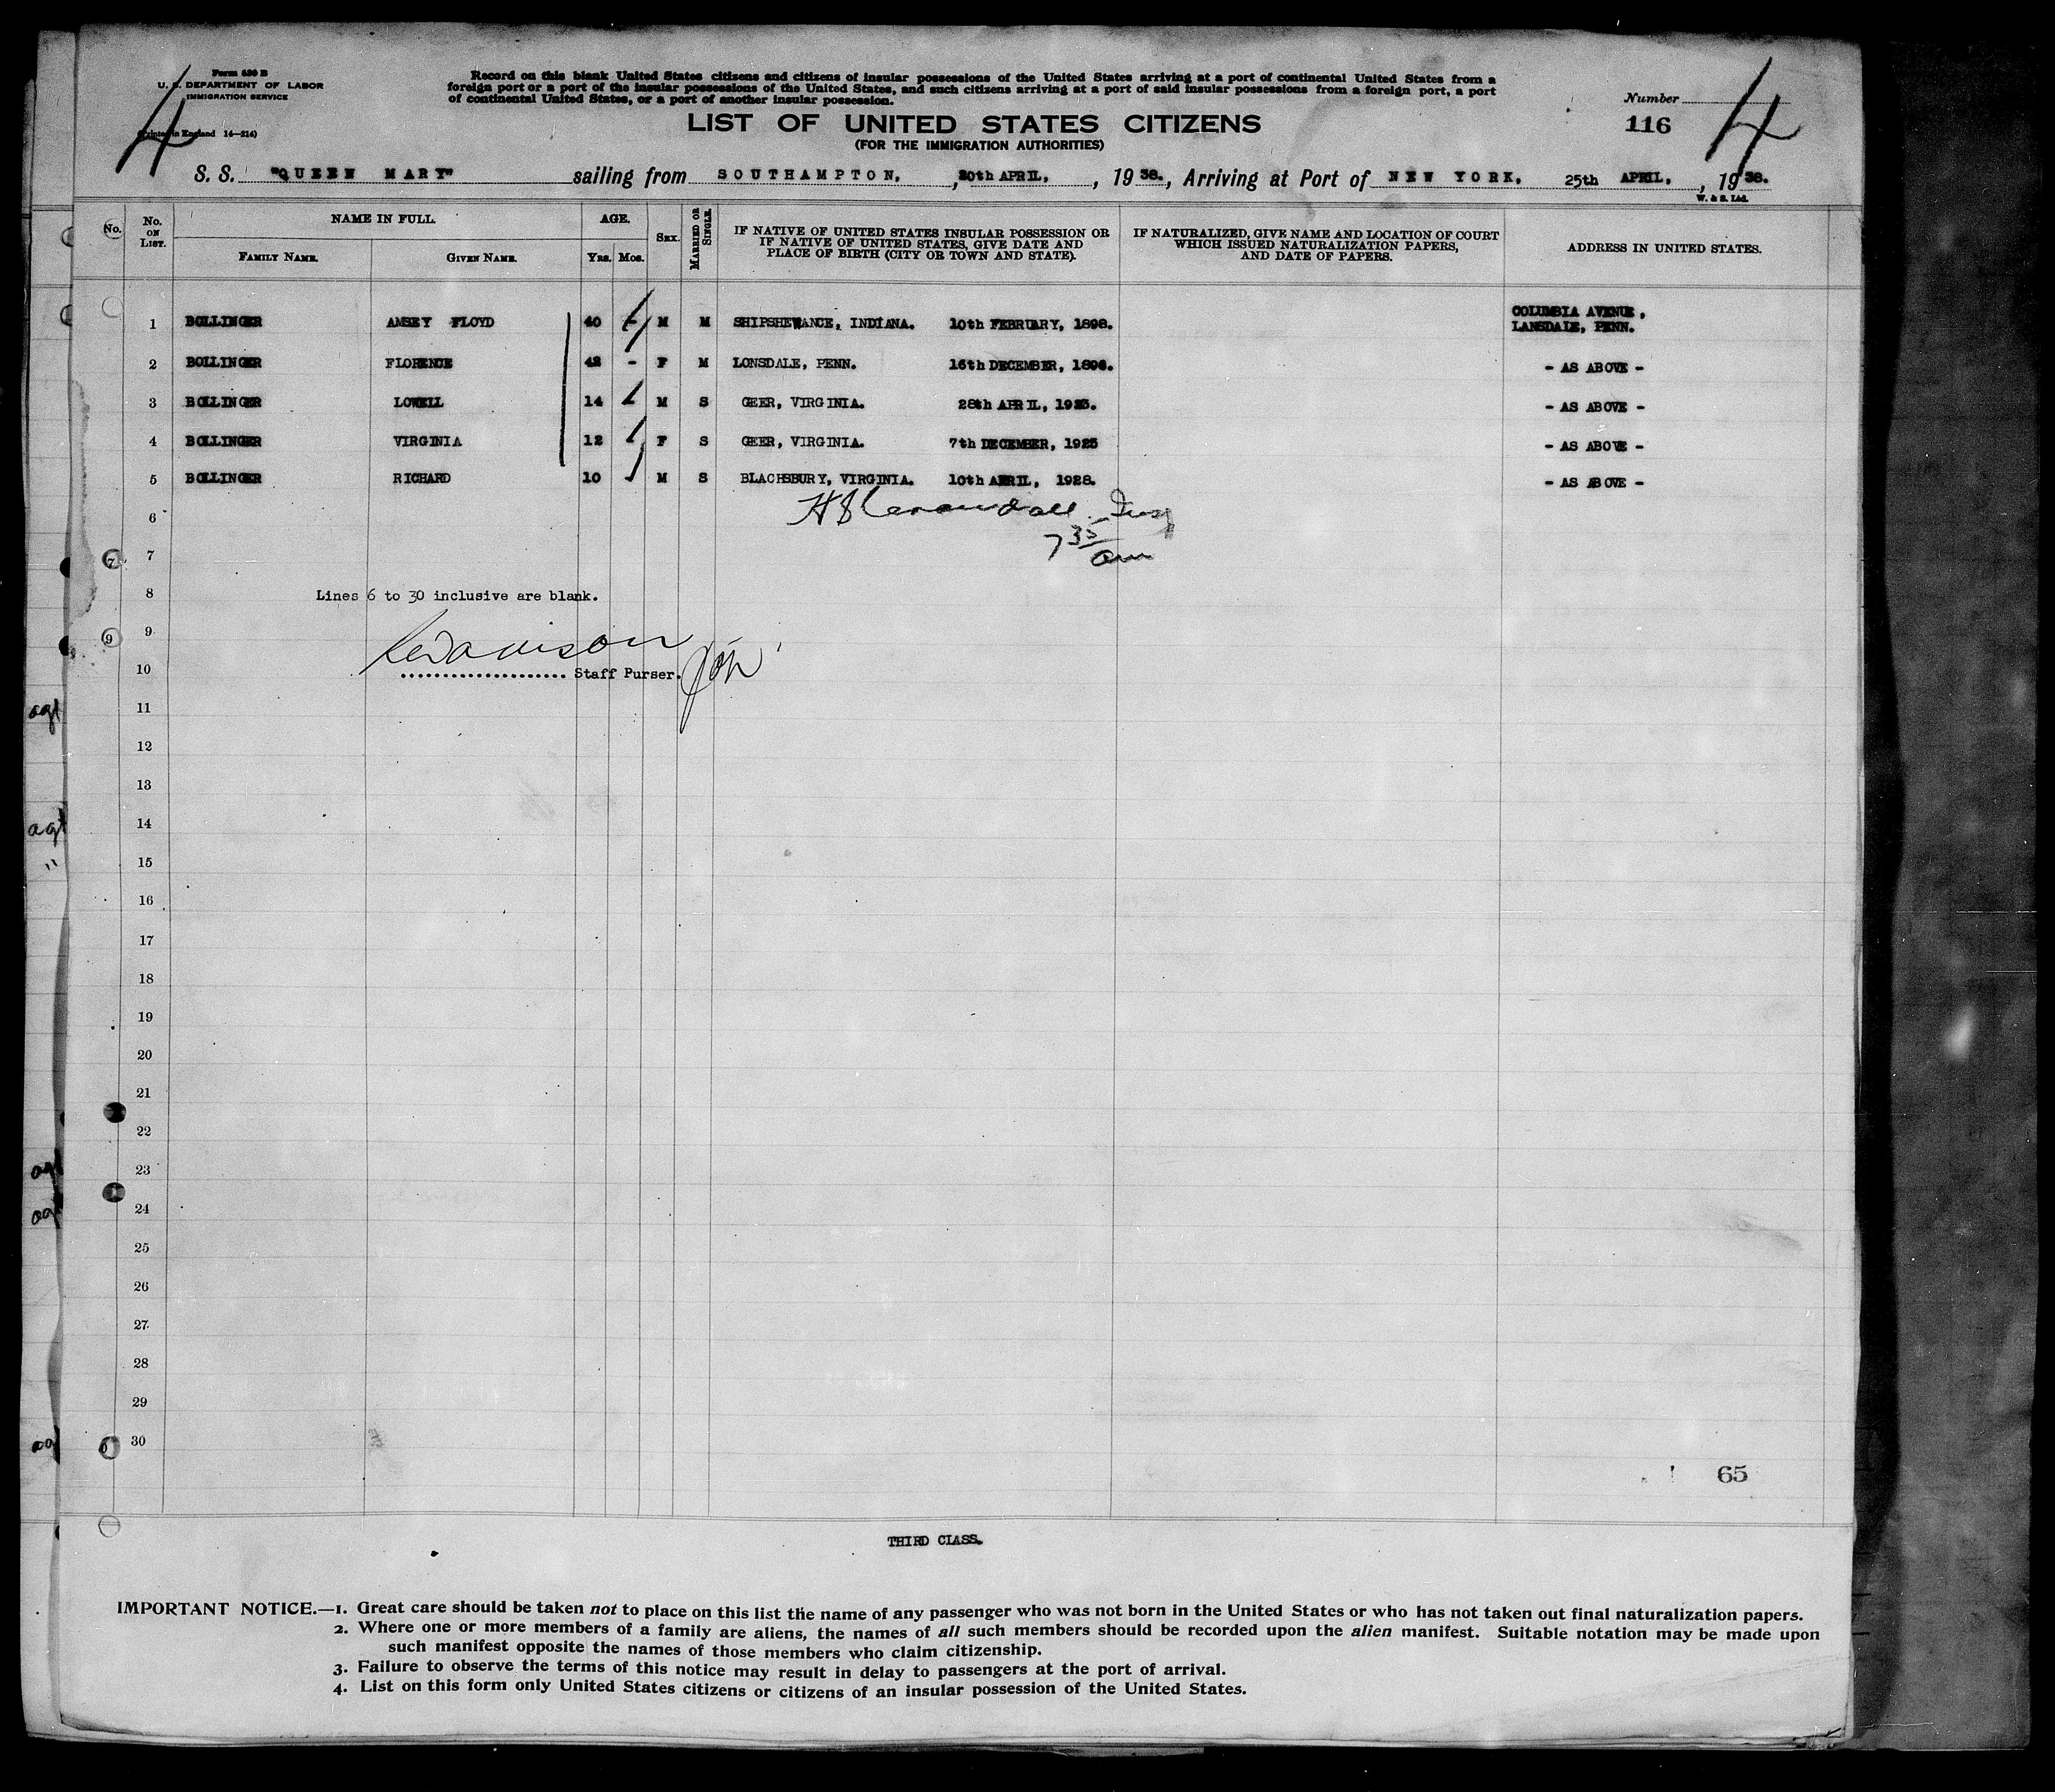 Form 630 B
U. S. DEPARTMENT OF LABOR
IMMIGRATION SERVICE
(Printed in England 14—214)
4
Record on this blank United States citizens and citizens of insular possessions of the United States arriving at a port of continental United States from a
foreign port or a port of the insular possessions of the United States, and such citizens arriving at a port of said insular possessions from a foreign port, a port
of continental United States, or a port of another insular possession.
LIST OF UNITED STATES CITIZENS
(FOR THE IMMIGRATION AUTHORITIES)
Number
116
4
S. S. "QUEEN MARY" sailing from SOUTHAMPTON, , 20th APRIL, , 19 38. , Arriving at Port of NEW YORK, 25th APRIL, , 19 38.
W. & S. Ltd.
No. No. ON LIST. NAME IN FULL. AGE. SEX. MARRIED OR SINGLE. IF NATIVE OF UNITED STATES INSULAR POSSESSION OR IF NATIVE OF UNITED STATES, GIVE DATE AND PLACE OF BIRTH (CITY OR TOWN AND STATE). IF NATURALIZED, GIVE NAME AND LOCATION OF COURT WHICH ISSUED NATURALIZATION PAPERS, AND DATE OF PAPERS. ADDRESS IN UNITED STATES.
FAMILY NAME. GIVEN NAME. YRS. MOS.
1 BOLLINGER AMSEY FLOYD 40 - M M SHIPSHEWANCE, INDIANA. 10th FEBRUARY, 1898. COLUMBIA AVENUE, LANSDALE, PENN.
2 BOLLINGER FLORENCE 42 - F M LONSDALE, PENN. 16th DECEMBER, 1896. - AS ABOVE -
3 BOLLINGER LOWELL 14 - M S GEER, VIRGINIA. 28th APRIL, 1923. - AS ABOVE -
4 BOLLINGER VIRGINIA 12 - F S GEER, VIRGINIA. 7th DECEMBER, 1925 - AS ABOVE -
5 BOLLINGER RICHARD 10 M S BLACHSBURY, VIRGINIA. 10th APRIL, 1928. - AS ABOVE -
6
7 7
7 35 am
8 Lines 6 to 30 inclusive are blank.
9 9
10 Staff Purser.
11
12
13
14
15
16
17
18
19
20
21
22
23
24
25
26
27
28
29
30
65
THIRD CLASS.
IMPORTANT NOTICE.—1. Great care should be taken not to place on this list the name of any passenger who was not born in the United States or who has not taken out final naturalization papers.
2. Where one or more members of a family are aliens, the names of all such members should be recorded upon the alien manifest. Suitable notation may be made upon
such manifest opposite the names of those members who claim citizenship.
3. Failure to observe the terms of this notice may result in delay to passengers at the port of arrival.
4. List on this form only United States citizens or citizens of an insular possession of the United States.